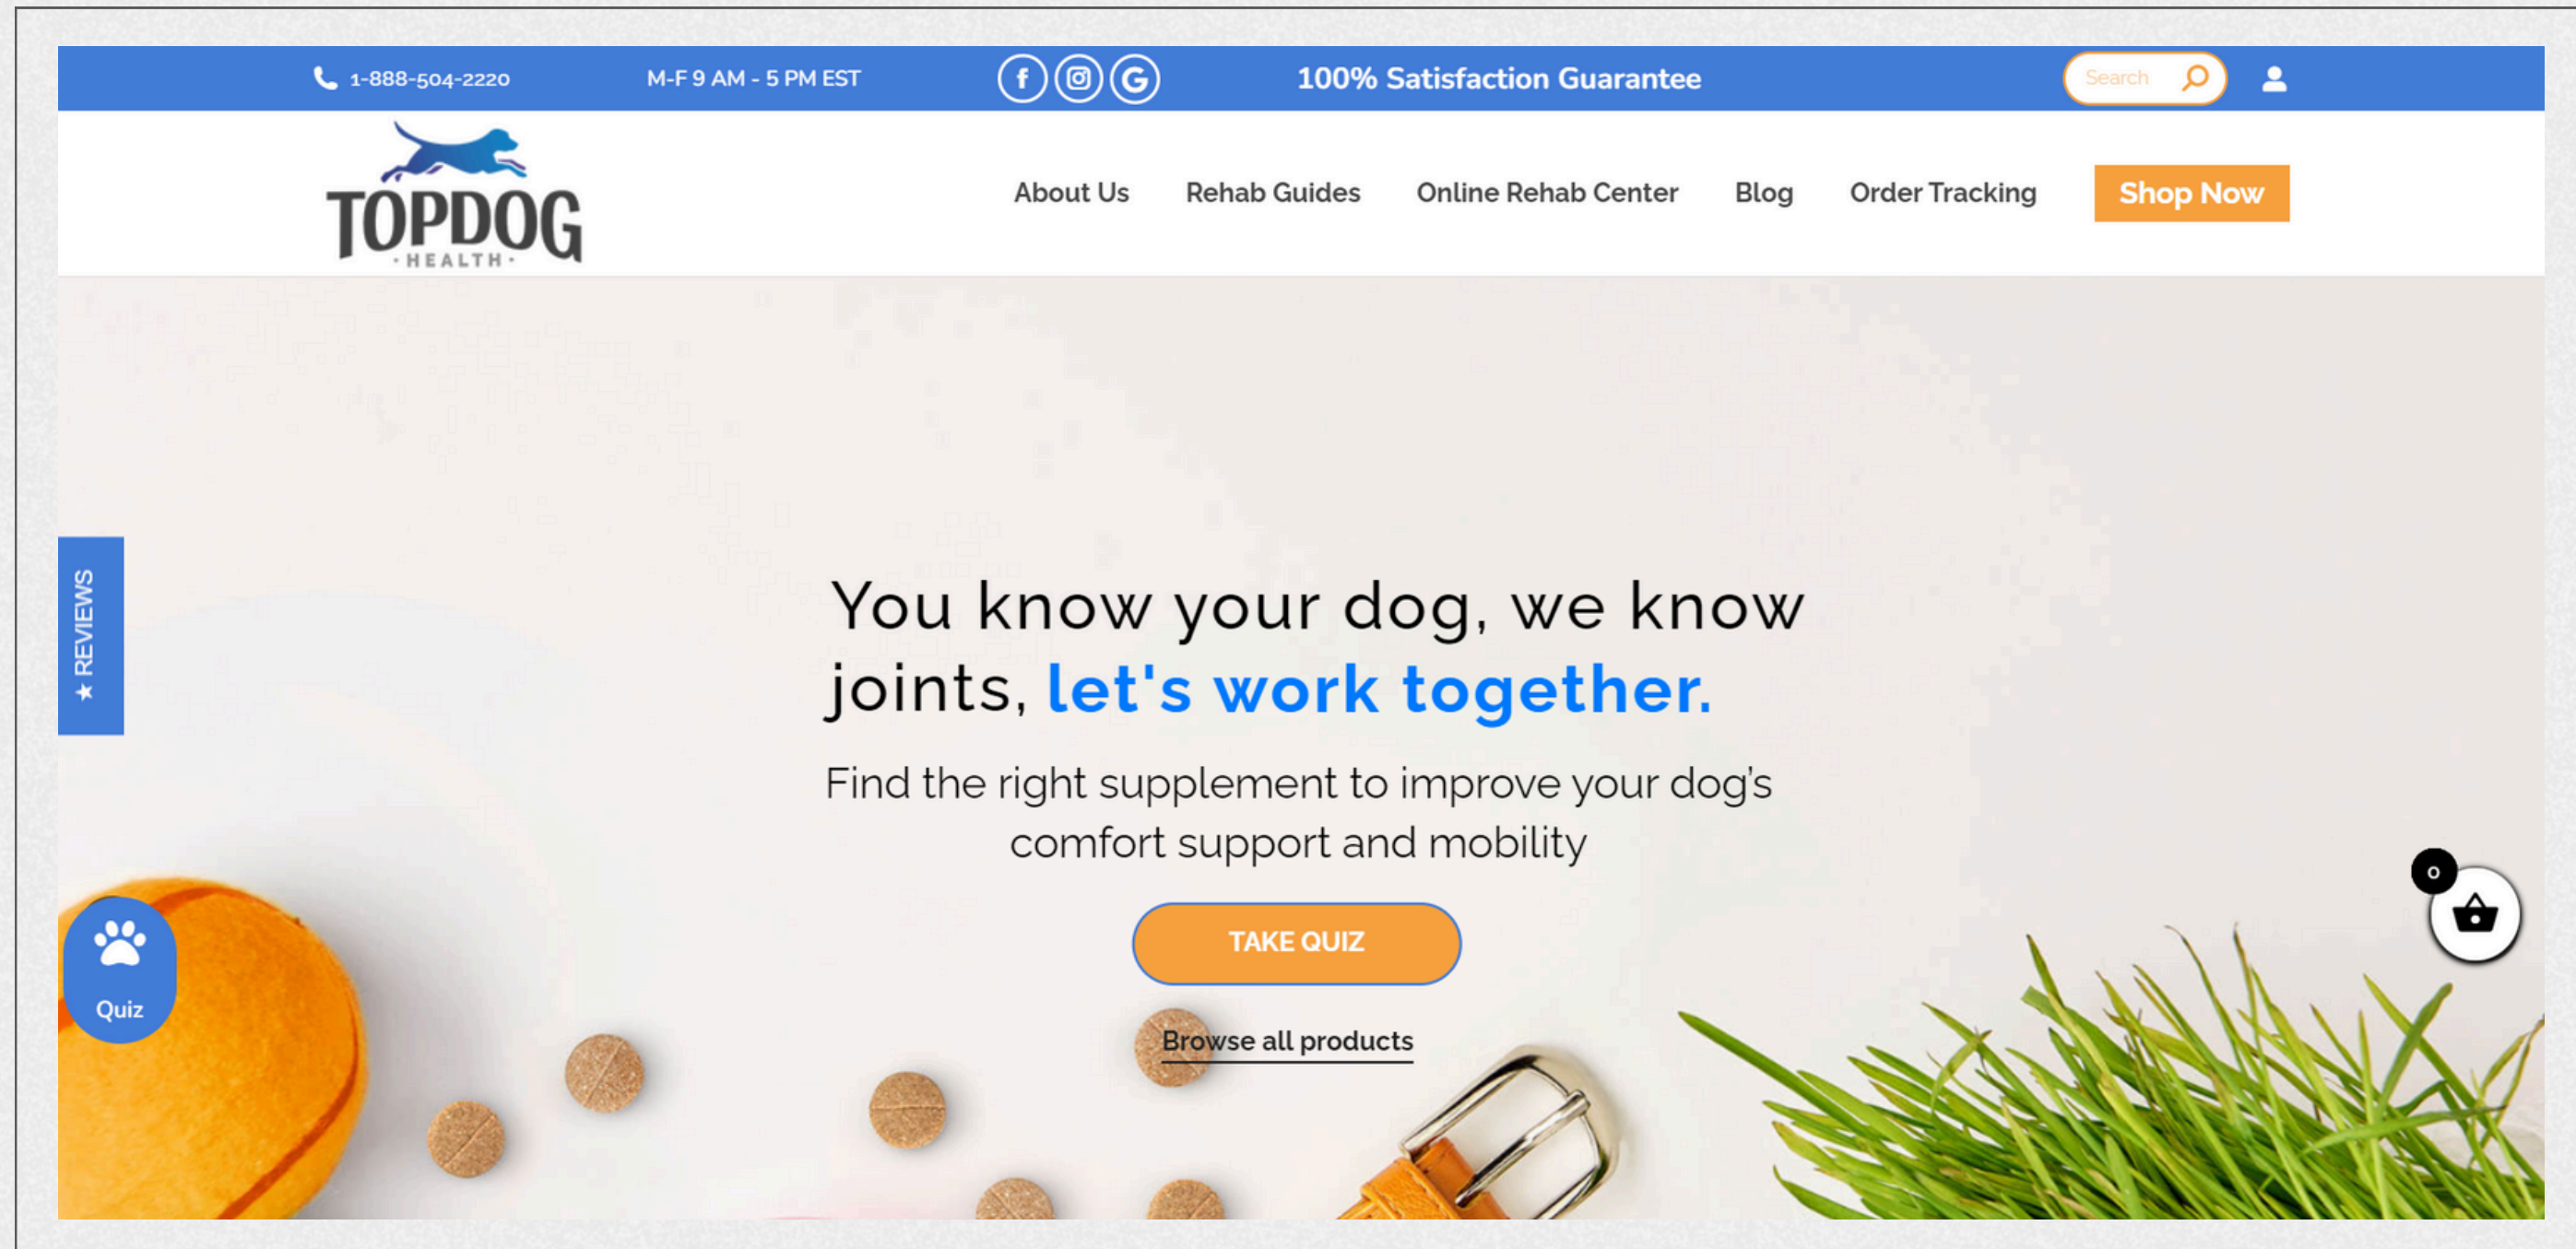 1-888-504-2220
M-F 9 AM - 5 PM EST
100% Satisfaction Guarantee
Search
TOPDOG
· HEALTH ·
About Us
Rehab Guides
Online Rehab Center
Blog
Order Tracking
Shop Now
★ REVIEWS
You know your dog, we know
joints, let's work together.
Find the right supplement to improve your dog's
comfort support and mobility
TAKE QUIZ
0
Quiz
Browse all products